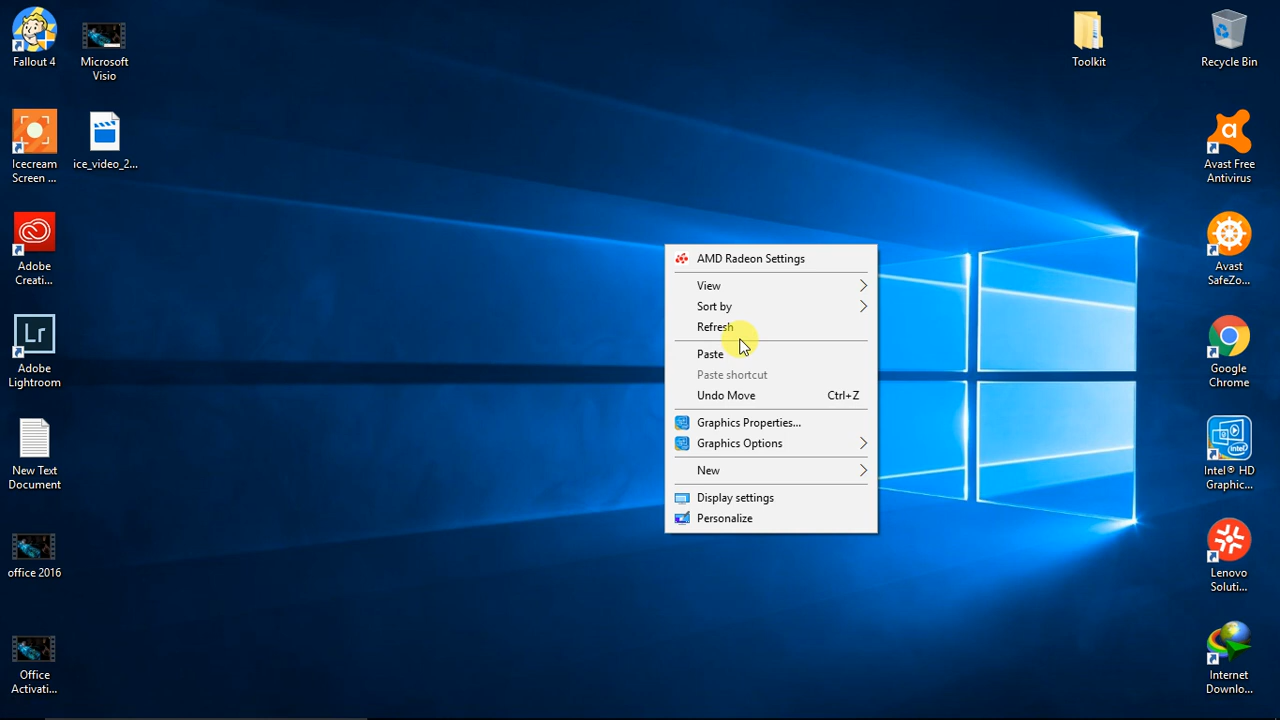 Fallout 4
Microsoft
Visio
Icecream
Screen ...
ice_video_2...
Adobe
Creati...
Lr
Adobe
Lightroom
New Text
Document
office 2016
Office
Activati...
AMD Radeon Settings
View
Sort by
Refresh
Paste
Paste shortcut
Undo Move Ctrl+Z
Graphics Properties...
Graphics Options
New
Display settings
Personalize
Toolkit
Recycle Bin
a
Avast Free
Antivirus
Avast
SafeZo...
Google
Chrome
intel
Intel® HD
Graphic...
Lenovo
Soluti...
Internet
Downlo...